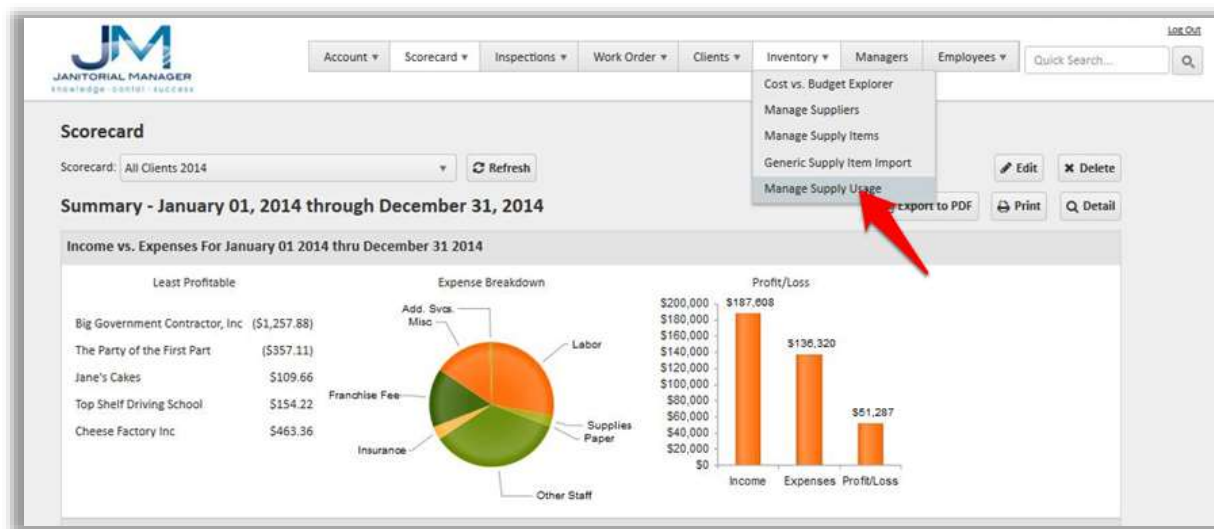 Log Out
JM
JANITORIAL MANAGER
knowledge-contol-success
Account Scorecard Inspections Work Order Clients Inventory Managers Employees Quick Search...
Cost vs. Budget Explorer
Manage Suppliers
Manage Supply Items
Generic Supply Item Import
Manage Supply Usage
Scorecard
Scorecard: All Clients 2014 Refresh Edit Delete
Summary - January 01, 2014 through December 31, 2014 Export to PDF Print Detail
Income vs. Expenses For January 01 2014 thru December 31 2014
Least Profitable
Big Government Contractor, Inc ($1,257.88)
The Party of the First Part ($357.11)
Jane's Cakes $109.66
Top Shelf Driving School $154.22
Cheese Factory Inc $463.36
Expense Breakdown
Add. Svcs.
Misc
Labor
Franchise Fee
Supplies
Paper
Insurance
Other Staff
Profit/Loss
$200,000
$180,000
$160,000
$140,000
$120,000
$100,000
$80,000
$60,000
$40,000
$20,000
$0
$187,608
$136,320
$51,287
Income Expenses Profit/Loss